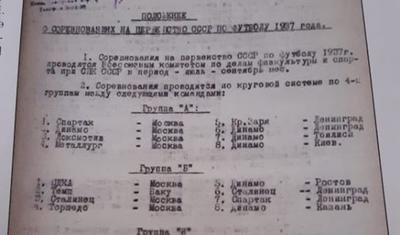 ПОЛОЖЕНИЕ
О СОРЕВНОВАНИЯХ НА ПЕРВЕНСТВО СССР ПО ФУТБОЛУ 1937 года.
1. Соревнования на первенство СССР по футболу 1937г.
проводятся Всесоюзным комитетом по делам физкультуры и спор-
та при СНК СССР в период - июль - сентябрь мес.
2. Соревнования проводятся по круговой системе по 4-м
группам между следующими командами:
Группа "А":
1. Спартак - Москва 5. Кр.Заря - Ленинград
2. Динамо - Москва 6. Динамо - Ленинград
3. Локомотив - Москва 7. Динамо - Тбилиси
4. Металлург - Москва 8. Динамо - Киев.
Группа "Б"
1. ЦДКА - Москва 5. Динамо - Ростов
2. Темп - Баку 6. Сталинец - Ленинград
3. Сталинец - Москва 7. Спартак - Ленинград
4. Торпедо - Москва 8. Динамо - Казань
Группа "В"